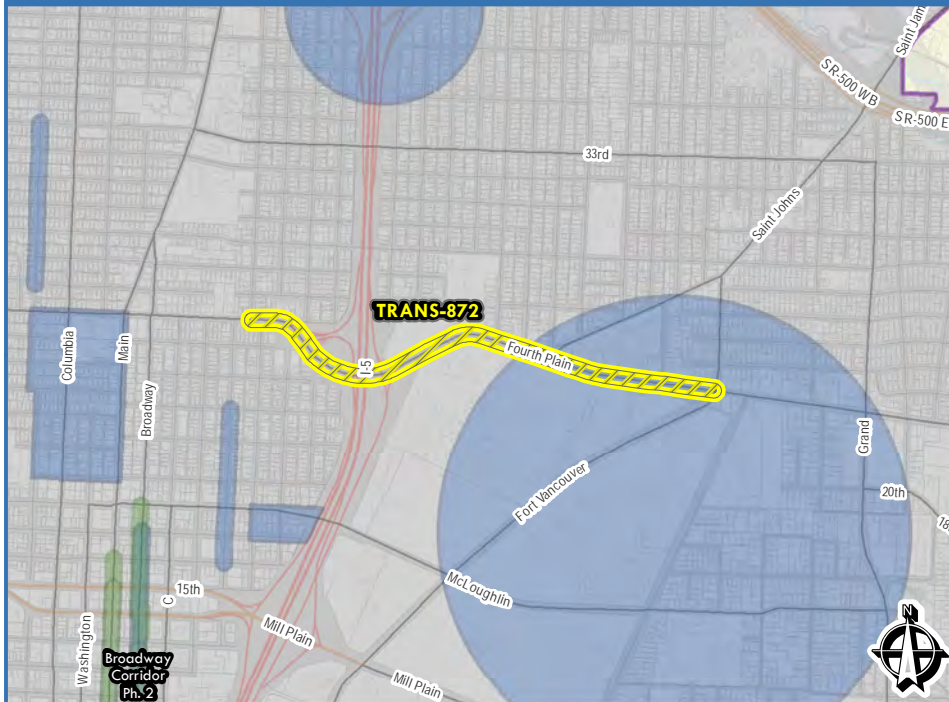 Saint Jam
SR-500 WB
SR-500 E
33rd
Saint Johns
TRANS-872
Columbia
Main
Broadway
I-5
Fourth Plain
Grand
20th
18
Fort Vancouver
McLoughlin
15th
C
Washington
Mill Plain
Mill Plain
Broadway
Corridor
Ph. 2
N